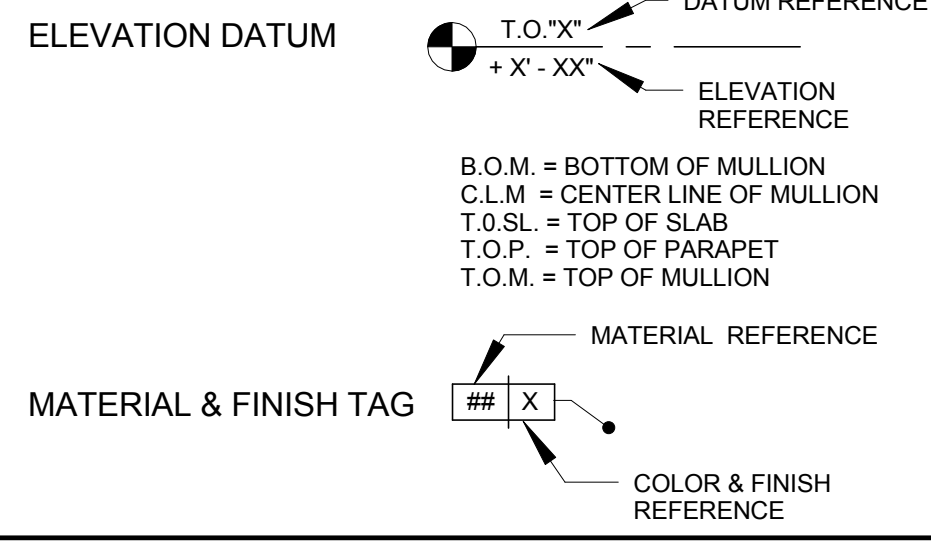 DATUM REFERENCE
ELEVATION DATUM
T.O."X"
+ X' - XX"
ELEVATION
REFERENCE
B.O.M. = BOTTOM OF MULLION
C.L.M = CENTER LINE OF MULLION
T.0.SL. = TOP OF SLAB
T.O.P. = TOP OF PARAPET
T.O.M. = TOP OF MULLION
MATERIAL REFERENCE
MATERIAL & FINISH TAG
## X
COLOR & FINISH
REFERENCE